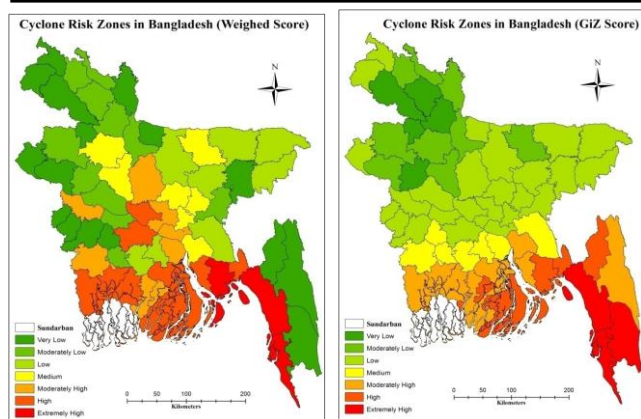 Cyclone Risk Zones in Bangladesh (Weighed Score)
N
Sundarban
Very Low
Moderately Low
Low
Medium
Moderately High
High
Extremely High
0 50 100 200
Kilometers
Cyclone Risk Zones in Bangladesh (GiZ Score)
N
Sundarban
Very Low
Moderately Low
Low
Medium
Moderately High
High
Extremely High
0 50 100 200
Kilometers